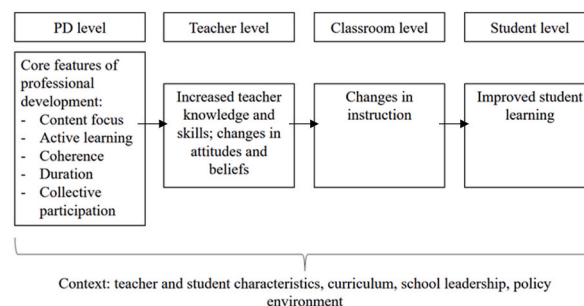 PD level
Teacher level
Classroom level
Student level
Core features of
professional
development:
- Content focus
- Active learning
- Coherence
- Duration
- Collective
participation
Increased teacher
knowledge and
skills; changes in
attitudes and
beliefs
Changes in
instruction
Improved student
learning
Context: teacher and student characteristics, curriculum, school leadership, policy
environment